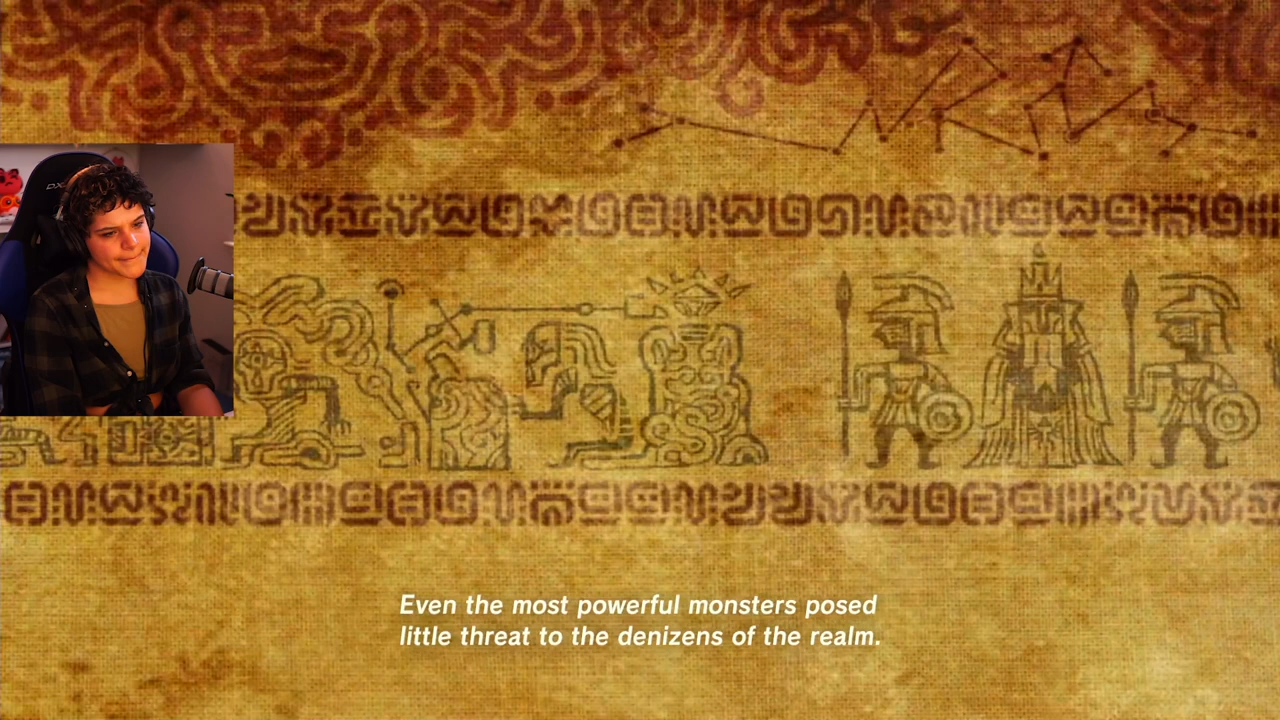 Even the most powerful monsters posed
little threat to the denizens of the realm.